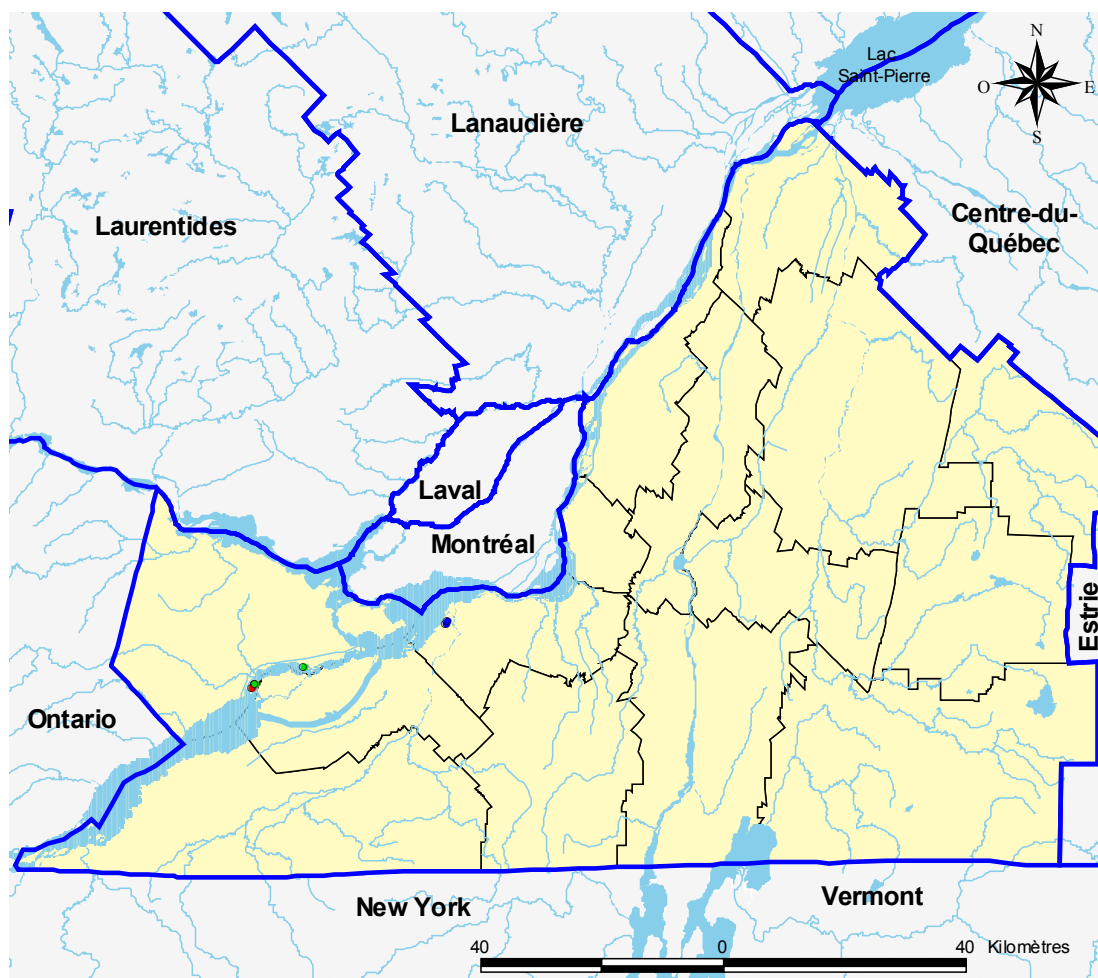 Lac
Saint-Pierre
N
O
E
S
Lanaudière
Laurentides
Centre-du-
Québec
Laval
Montréal
Estrie
Ontario
New York
Vermont
40
0
40
Kilomètres